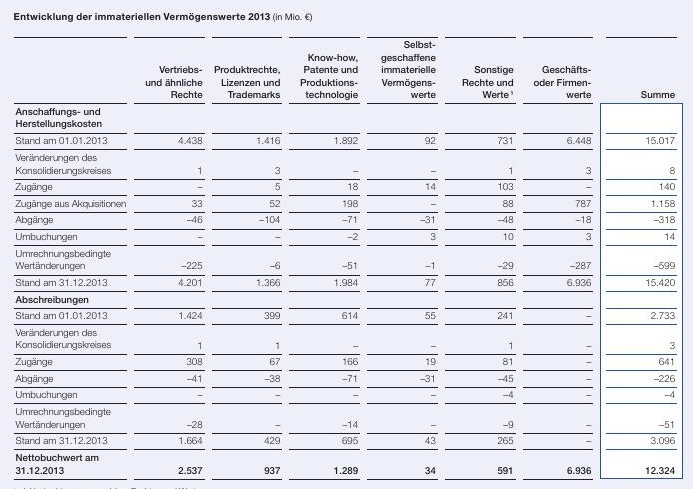 Entwicklung der immateriellen Vermögenswerte 2013 (in Mio. €)
Vertriebs- und ähnliche Rechte Produktrechte, Lizenzen und Trademarks Know-how, Patente und Produktions- technologie Selbst- geschaffene immaterielle Vermögens- werte Sonstige Rechte und Werte¹ Geschäfts- oder Firmen- werte Summe
Anschaffungs- und
Herstellungskosten
Stand am 01.01.2013 4.438 1.416 1.892 92 731 6.448 15.017
Veränderungen des
Konsolidierungskreises 1 3 – – 1 3 8
Zugänge – 5 18 14 103 – 140
Zugänge aus Akquisitionen 33 52 198 – 88 787 1.158
Abgänge –46 –104 –71 –31 –48 –18 –318
Umbuchungen – – –2 3 10 3 14
Umrechnungsbedingte
Wertänderungen –225 –6 –51 –1 –29 –287 –599
Stand am 31.12.2013 4.201 1.366 1.984 77 856 6.936 15.420
Abschreibungen
Stand am 01.01.2013 1.424 399 614 55 241 – 2.733
Veränderungen des
Konsolidierungskreises 1 1 – – 1 – 3
Zugänge 308 67 166 19 81 – 641
Abgänge –41 –38 –71 –31 –45 – –226
Umbuchungen – – – – –4 – –4
Umrechnungsbedingte
Wertänderungen –28 – –14 – –9 – –51
Stand am 31.12.2013 1.664 429 695 43 265 – 3.096
Nettobuchwert am
31.12.2013 2.537 937 1.289 34 591 6.936 12.324